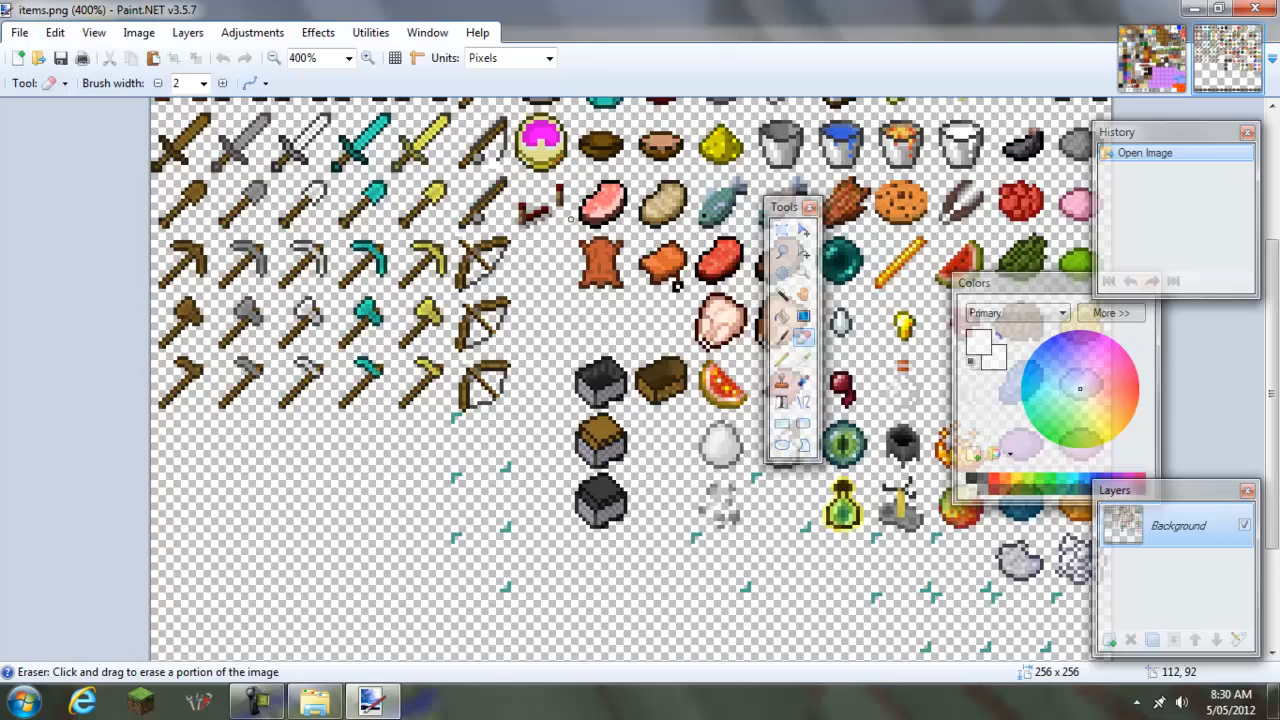 items.png (400%) - Paint.NET v3.5.7
File Edit View Image Layers Adjustments Effects Utilities Window Help
400% Units: Pixels
Tool: Brush width: 2
History
Open Image
Tools
Colors
Primary More >>
Layers
Background
Eraser: Click and drag to erase a portion of the image 256 x 256 112, 92
8:30 AM
5/05/2012